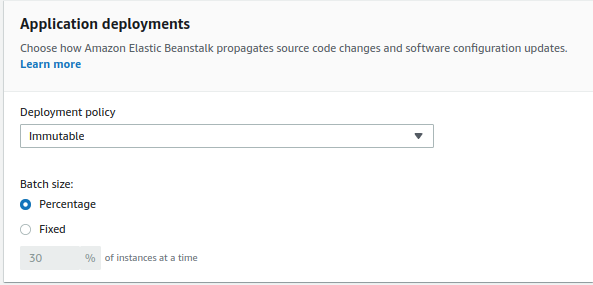 Application deployments
Choose how Amazon Elastic Beanstalk propagates source code changes and software configuration updates.
Learn more
Deployment policy
Immutable
Batch size:
Percentage
Fixed
30 % of instances at a time